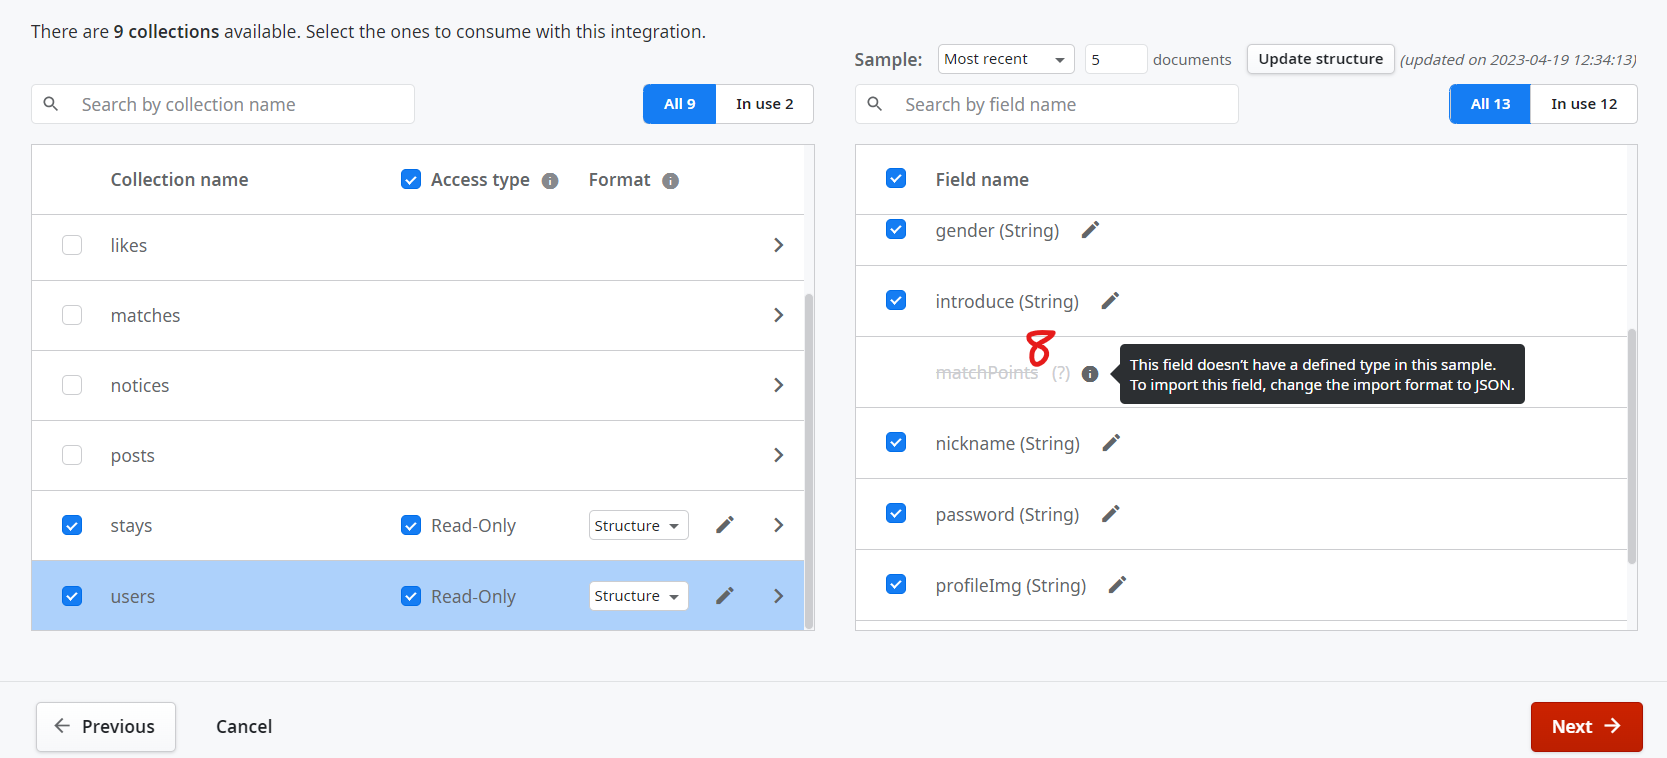 There are 9 collections available. Select the ones to consume with this integration.
Sample: Most recent 5 documents Update structure (updated on 2023-04-19 12:34:13)
Search by collection name All 9 In use 2
Search by field name All 13 In use 12
Collection name Access type Format
likes
matches
notices
posts
stays Read-Only Structure
users Read-Only Structure
Field name
gender (String)
introduce (String)
8
matchPoints (?)
This field doesn't have a defined type in this sample.
To import this field, change the import format to JSON.
nickname (String)
password (String)
profileImg (String)
Previous Cancel Next